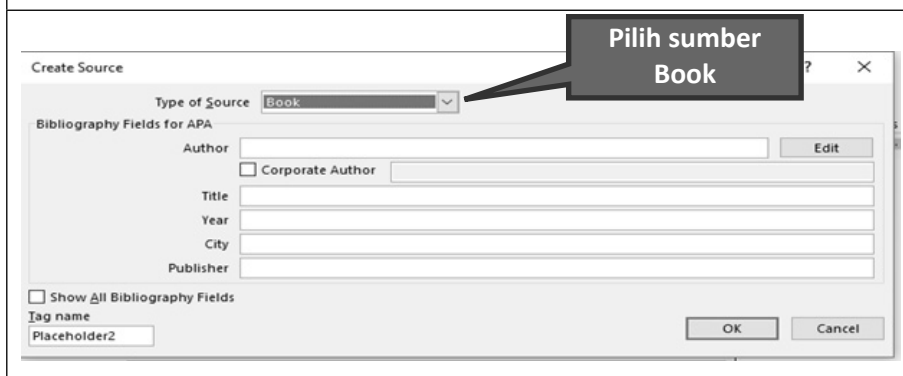 Pilih sumber
Book
Create Source ?
Type of Source Book
Bibliography Fields for APA
Author Edit
Corporate Author
Title
Year
City
Publisher
Show All Bibliography Fields
Tag name
Placeholder2
OK Cancel